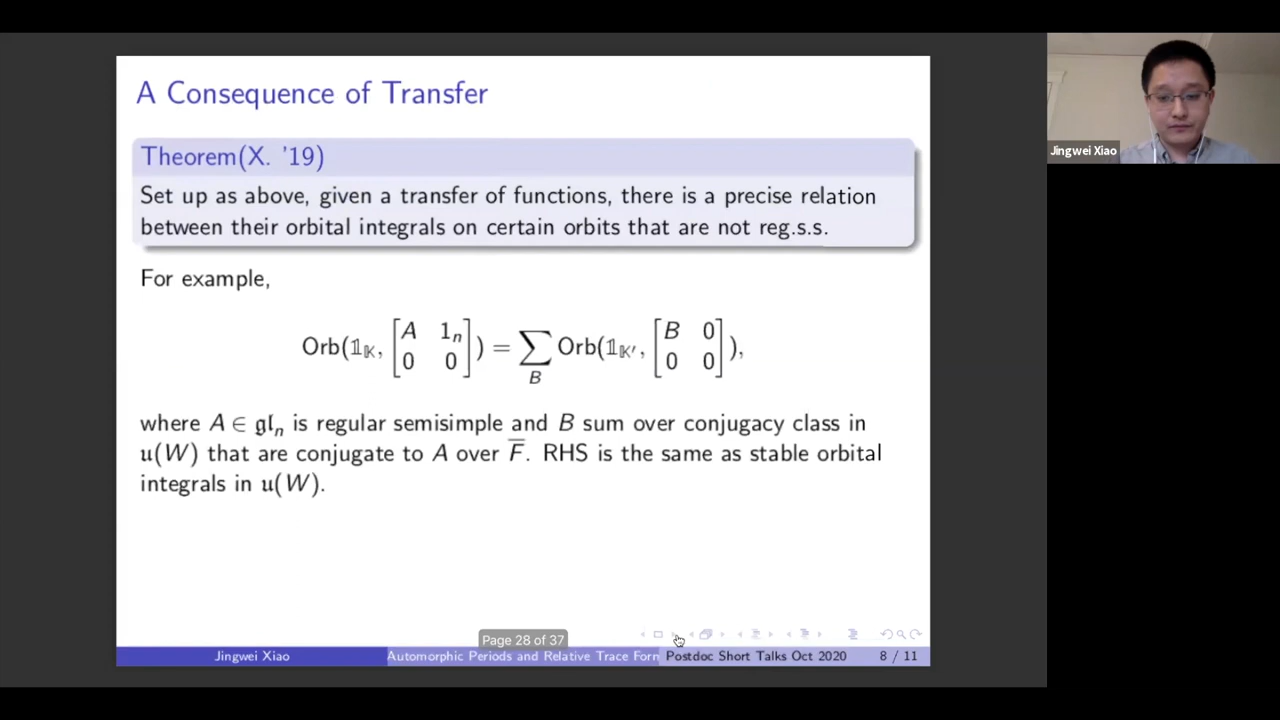 A Consequence of Transfer
Theorem(X. '19)
Set up as above, given a transfer of functions, there is a precise relation
between their orbital integrals on certain orbits that are not reg.s.s.
For example,
Orb(𝟙_𝕂, [A 1_n; 0 0]) = ∑_B Orb(𝟙_𝕂′, [B 0; 0 0]),
where A ∈ 𝔤𝔩_n is regular semisimple and B sum over conjugacy class in
𝔲(W) that are conjugate to A over F̅. RHS is the same as stable orbital
integrals in 𝔲(W).
Page 28 of 37
Jingwei Xiao
Automorphic Periods and Relative Trace Form
Postdoc Short Talks Oct 2020
8 / 11
Jingwei Xiao